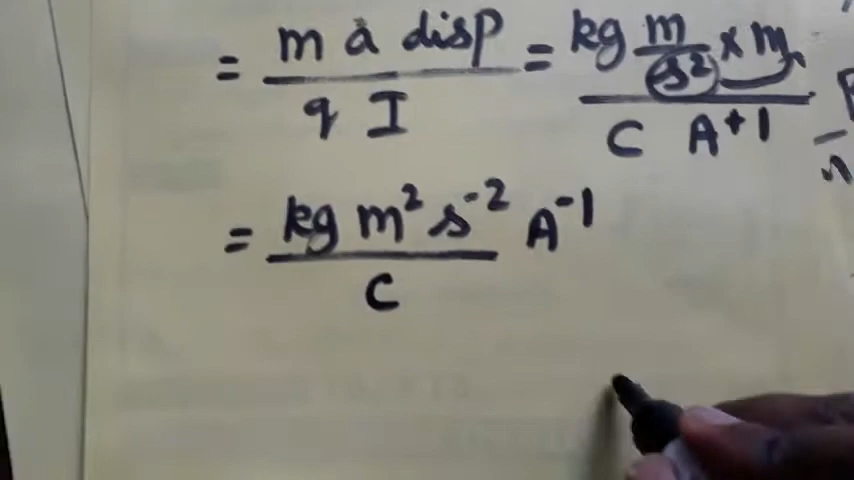 = m a disp / q I = kg m/s² × m / C A⁺¹
= kg m² s⁻² / C A⁻¹